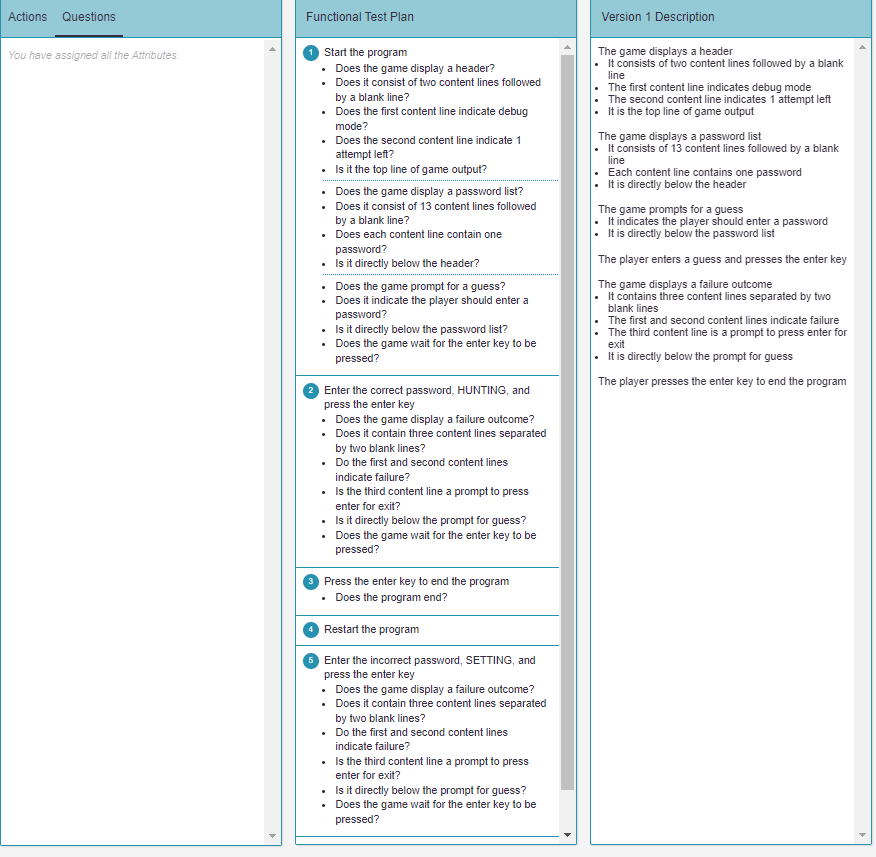 Actions Questions
You have assigned all the Attributes.
Functional Test Plan
1 Start the program
• Does the game display a header?
• Does it consist of two content lines followed
by a blank line?
• Does the first content line indicate debug
mode?
• Does the second content line indicate 1
attempt left?
• Is it the top line of game output?
• Does the game display a password list?
• Does it consist of 13 content lines followed
by a blank line?
• Does each content line contain one
password?
• Is it directly below the header?
• Does the game prompt for a guess?
• Does it indicate the player should enter a
password?
• Is it directly below the password list?
• Does the game wait for the enter key to be
pressed?
2 Enter the correct password, HUNTING, and
press the enter key
• Does the game display a failure outcome?
• Does it contain three content lines separated
by two blank lines?
• Do the first and second content lines
indicate failure?
• Is the third content line a prompt to press
enter for exit?
• Is it directly below the prompt for guess?
• Does the game wait for the enter key to be
pressed?
3 Press the enter key to end the program
• Does the program end?
4 Restart the program
5 Enter the incorrect password, SETTING, and
press the enter key
• Does the game display a failure outcome?
• Does it contain three content lines separated
by two blank lines?
• Do the first and second content lines
indicate failure?
• Is the third content line a prompt to press
enter for exit?
• Is it directly below the prompt for guess?
• Does the game wait for the enter key to be
pressed?
Version 1 Description
The game displays a header
• It consists of two content lines followed by a blank
line
• The first content line indicates debug mode
• The second content line indicates 1 attempt left
• It is the top line of game output
The game displays a password list
• It consists of 13 content lines followed by a blank
line
• Each content line contains one password
• It is directly below the header
The game prompts for a guess
• It indicates the player should enter a password
• It is directly below the password list
The player enters a guess and presses the enter key
The game displays a failure outcome
• It contains three content lines separated by two
blank lines
• The first and second content lines indicate failure
• The third content line is a prompt to press enter for
exit
• It is directly below the prompt for guess
The player presses the enter key to end the program